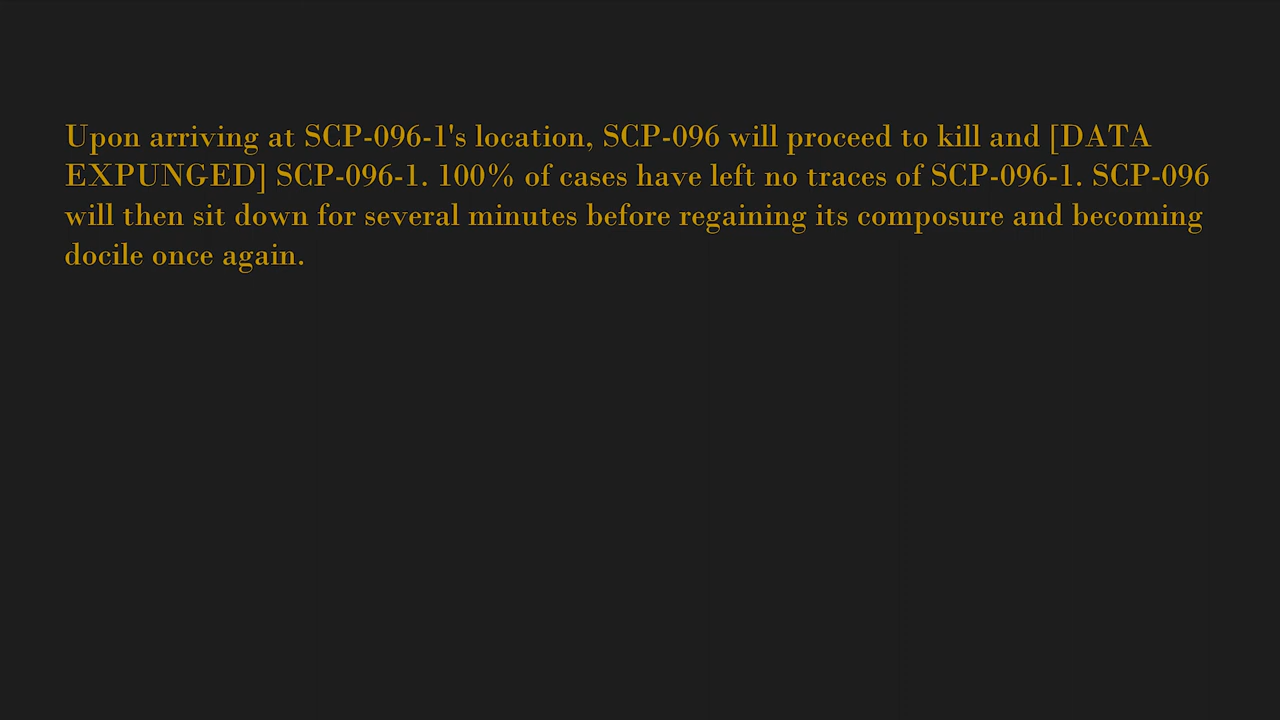 Upon arriving at SCP-096-1's location, SCP-096 will proceed to kill and [DATA
EXPUNGED] SCP-096-1. 100% of cases have left no traces of SCP-096-1. SCP-096
will then sit down for several minutes before regaining its composure and becoming
docile once again.